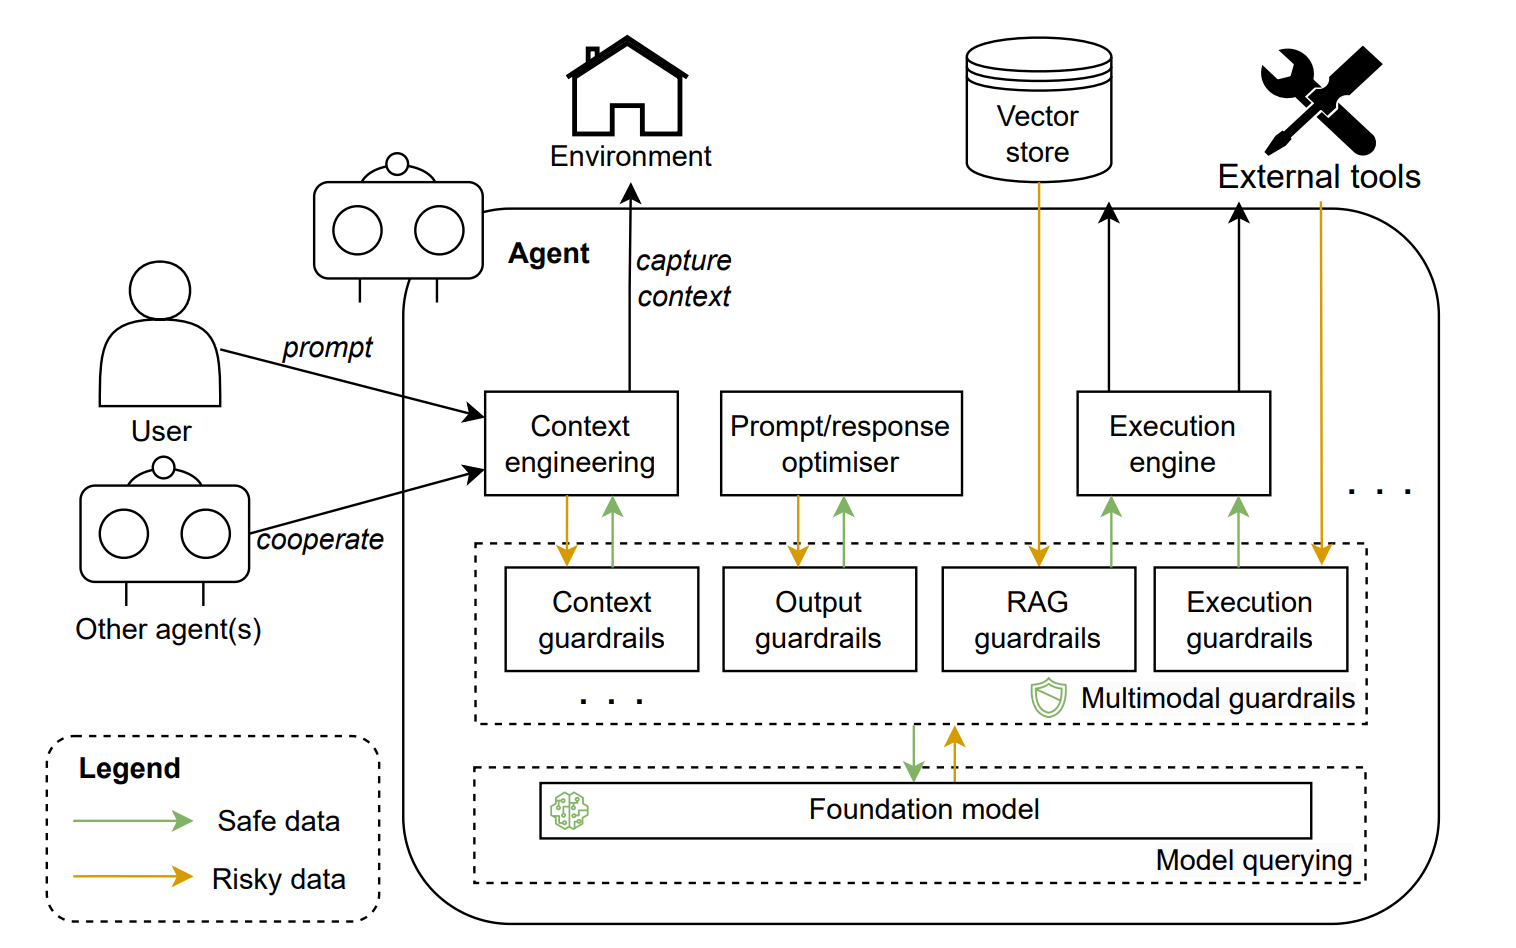 Environment
Vector
store
External tools
Agent
capture
context
prompt
User
Context
engineering
Prompt/response
optimiser
Execution
engine
. . .
cooperate
Other agent(s)
Context
guardrails
Output
guardrails
RAG
guardrails
Execution
guardrails
. . .
Multimodal guardrails
Legend
Safe data
Risky data
Foundation model
Model querying